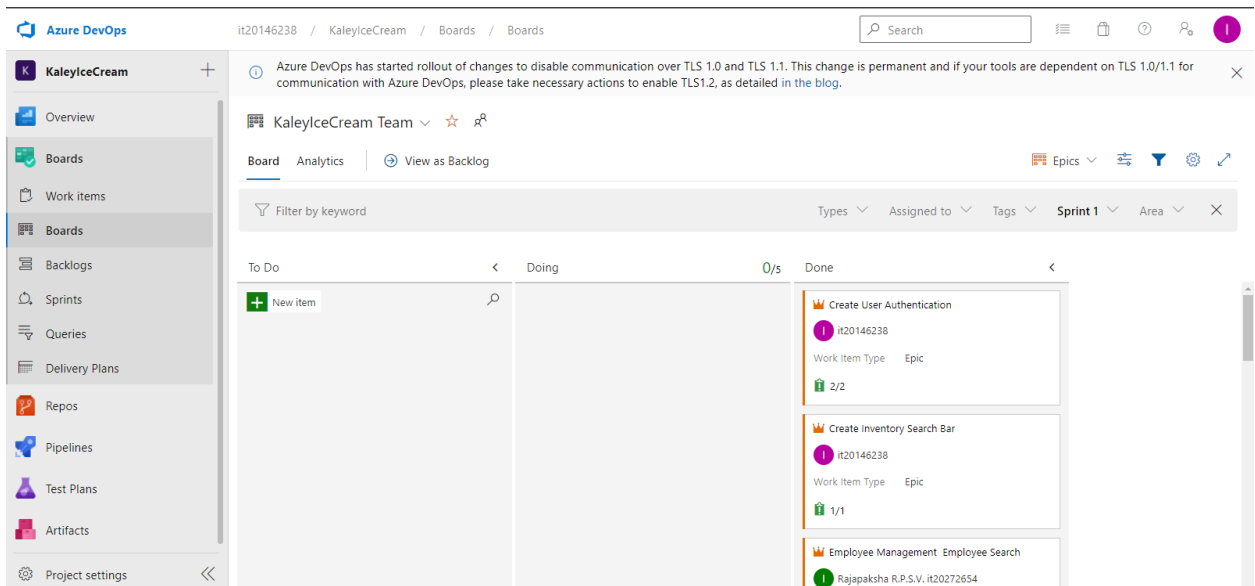 Azure DevOps
it20146238 / KaleyIceCream / Boards / Boards
Search
I
K KaleyIceCream
Azure DevOps has started rollout of changes to disable communication over TLS 1.0 and TLS 1.1. This change is permanent and if your tools are dependent on TLS 1.0/1.1 for
communication with Azure DevOps, please take necessary actions to enable TLS1.2, as detailed in the blog.
Overview
Boards
Work items
Boards
Backlogs
Sprints
Queries
Delivery Plans
Repos
Pipelines
Test Plans
Artifacts
Project settings
KaleyIceCream Team
Board Analytics View as Backlog
Epics
Filter by keyword
Types Assigned to Tags Sprint 1 Area
To Do
New item
Doing 0/5
Done
Create User Authentication
I it20146238
Work Item Type Epic
2/2
Create Inventory Search Bar
I it20146238
Work Item Type Epic
1/1
Employee Management Employee Search
I Rajapaksha R.P.S.V. it20272654